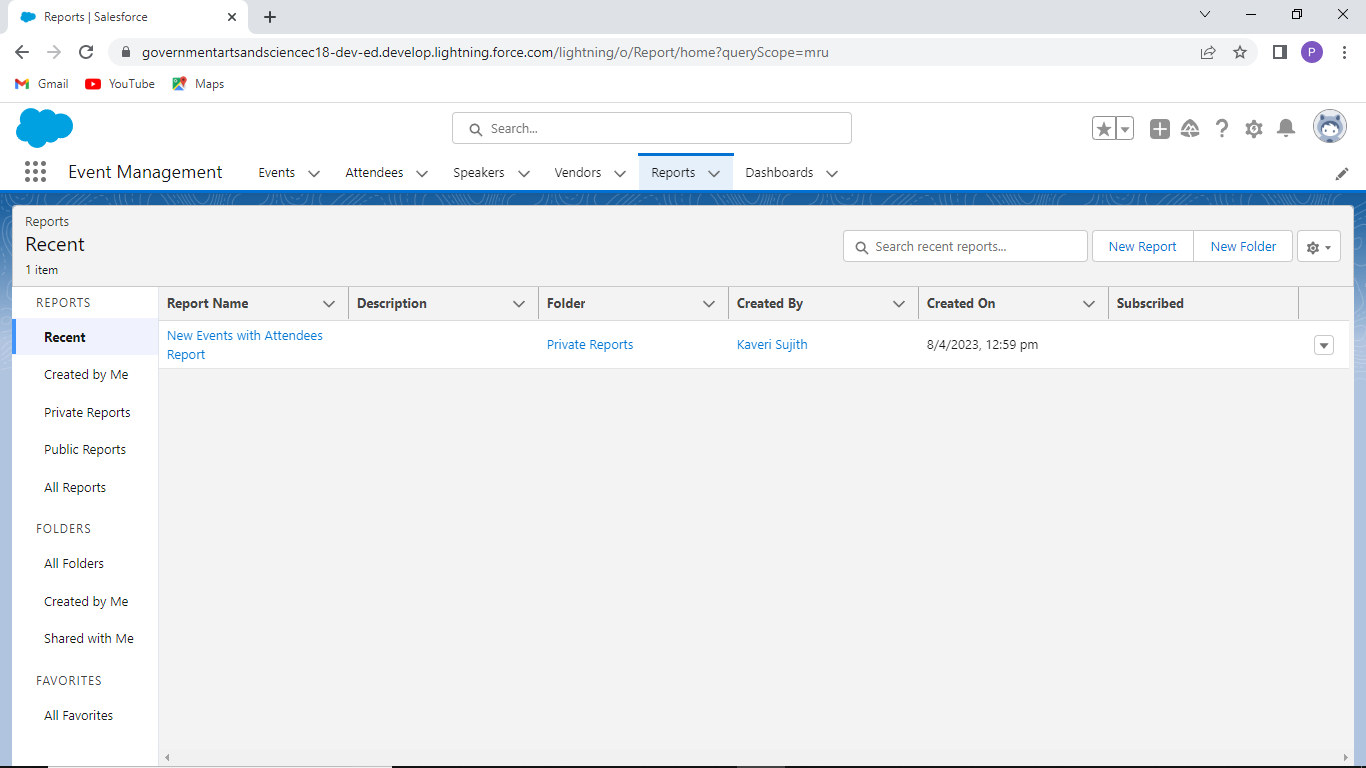 Reports | Salesforce
governmentartsandsciencec18-dev-ed.develop.lightning.force.com/lightning/o/Report/home?queryScope=mru
P
Gmail YouTube Maps
Search...
Event Management Events Attendees Speakers Vendors Reports Dashboards
Reports
Recent
1 item
Search recent reports...
New Report New Folder
REPORTS
Recent
Created by Me
Private Reports
Public Reports
All Reports
FOLDERS
All Folders
Created by Me
Shared with Me
FAVORITES
All Favorites
Report Name Description Folder Created By Created On Subscribed
New Events with Attendees
Report
Private Reports Kaveri Sujith 8/4/2023, 12:59 pm